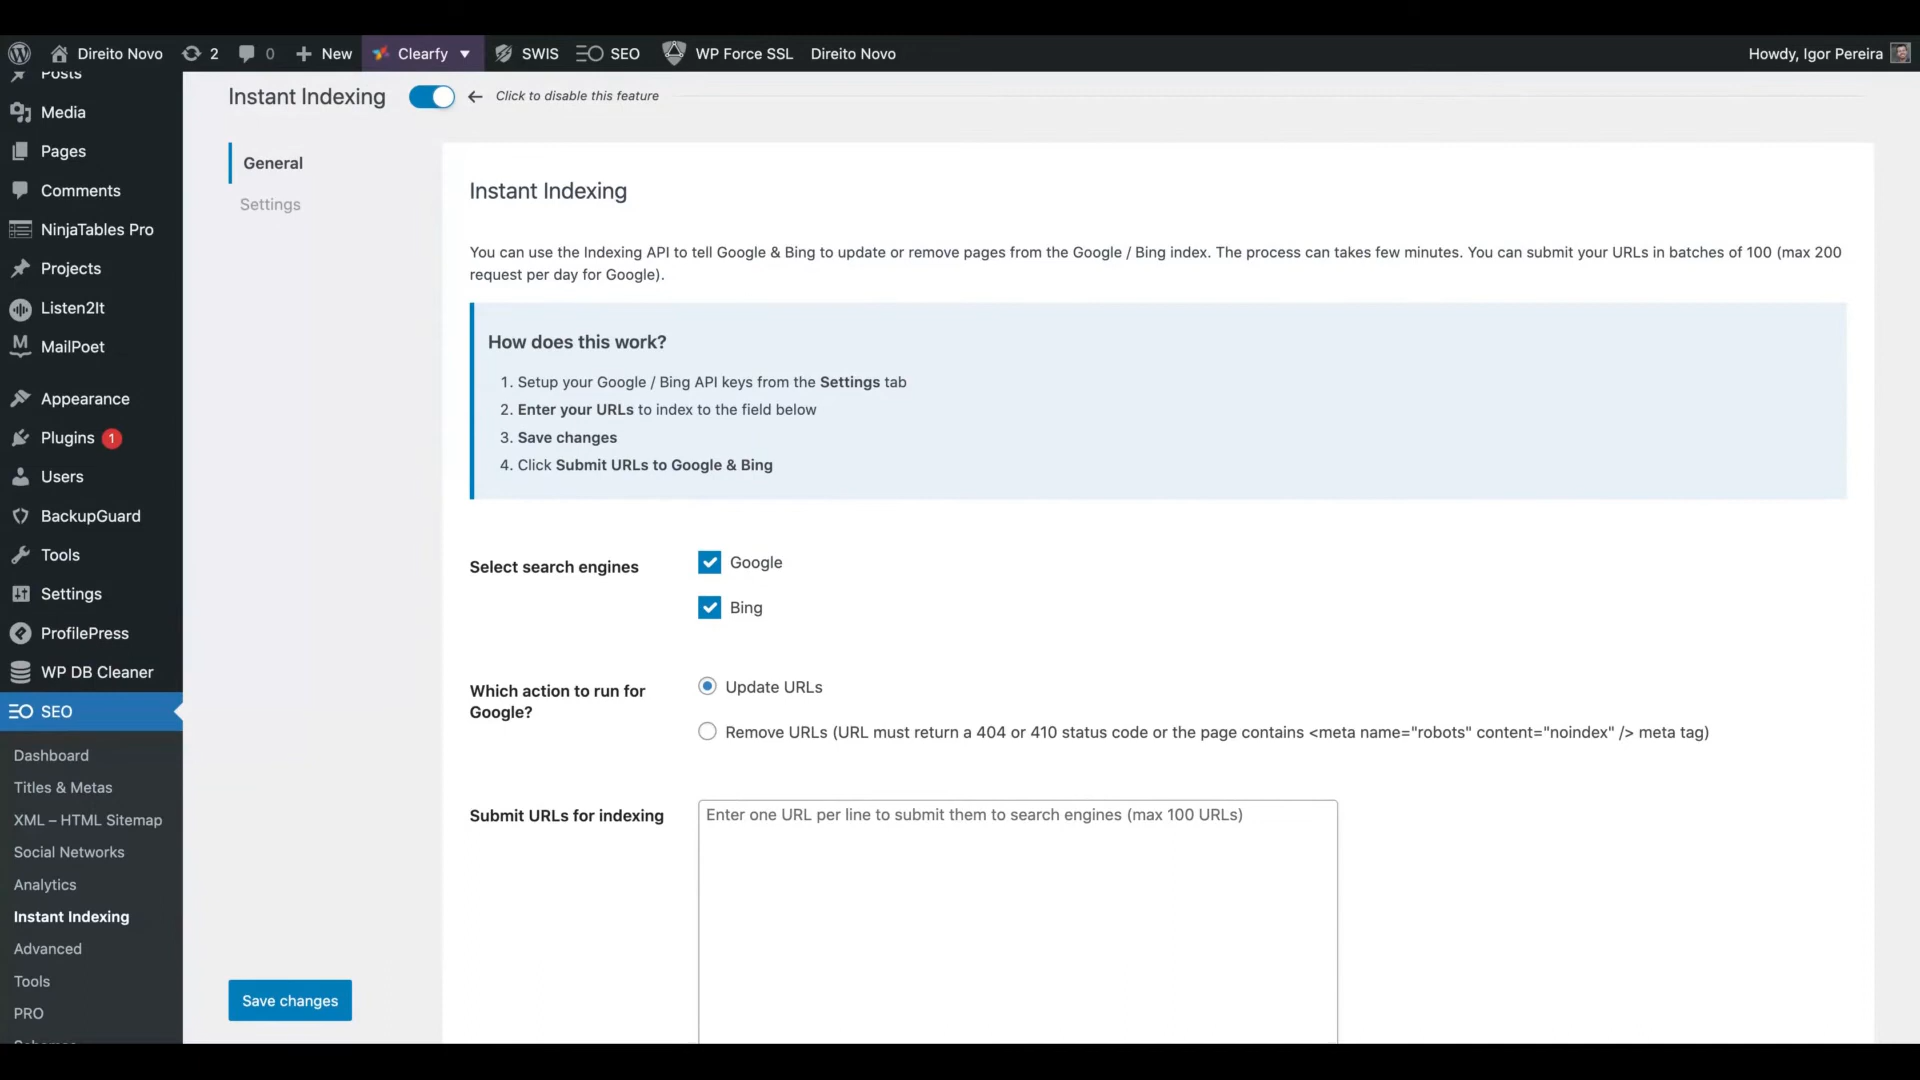 Direito Novo
2
0
New
Clearfy
SWIS
SEO
WP Force SSL
Direito Novo
Howdy, Igor Pereira
Posts
Media
Pages
Comments
NinjaTables Pro
Projects
Listen2It
MailPoet
Appearance
Plugins 1
Users
BackupGuard
Tools
Settings
ProfilePress
WP DB Cleaner
SEO
Dashboard
Titles & Metas
XML – HTML Sitemap
Social Networks
Analytics
Instant Indexing
Advanced
Tools
PRO
Instant Indexing
Click to disable this feature
General
Settings
Save changes
Instant Indexing
You can use the Indexing API to tell Google & Bing to update or remove pages from the Google / Bing index. The process can takes few minutes. You can submit your URLs in batches of 100 (max 200
request per day for Google).
How does this work?
1. Setup your Google / Bing API keys from the Settings tab
2. Enter your URLs to index to the field below
3. Save changes
4. Click Submit URLs to Google & Bing
Select search engines
Google
Bing
Which action to run for
Google?
Update URLs
Remove URLs (URL must return a 404 or 410 status code or the page contains <meta name="robots" content="noindex" /> meta tag)
Submit URLs for indexing
Enter one URL per line to submit them to search engines (max 100 URLs)